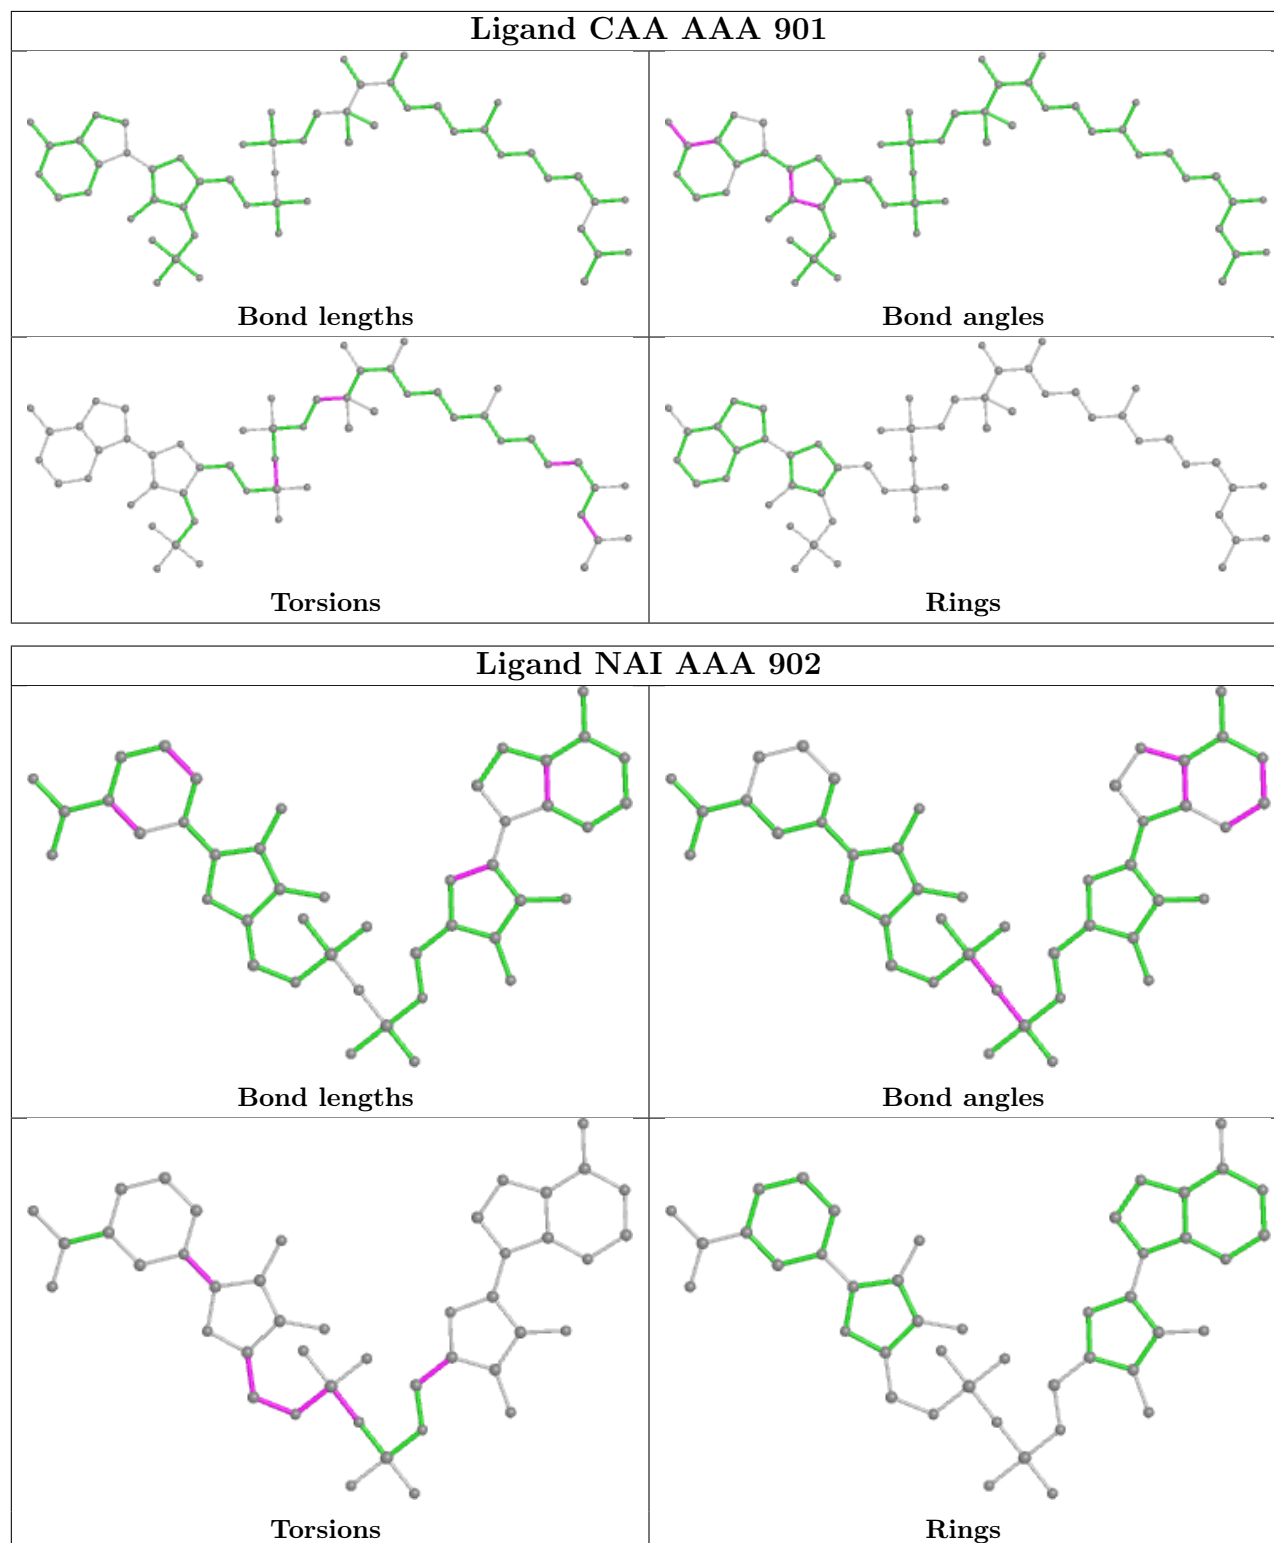 Ligand CAA AAA 901
Bond lengths
Bond angles
Torsions
Rings
Ligand NAI AAA 902
Bond lengths
Bond angles
Torsions
Rings